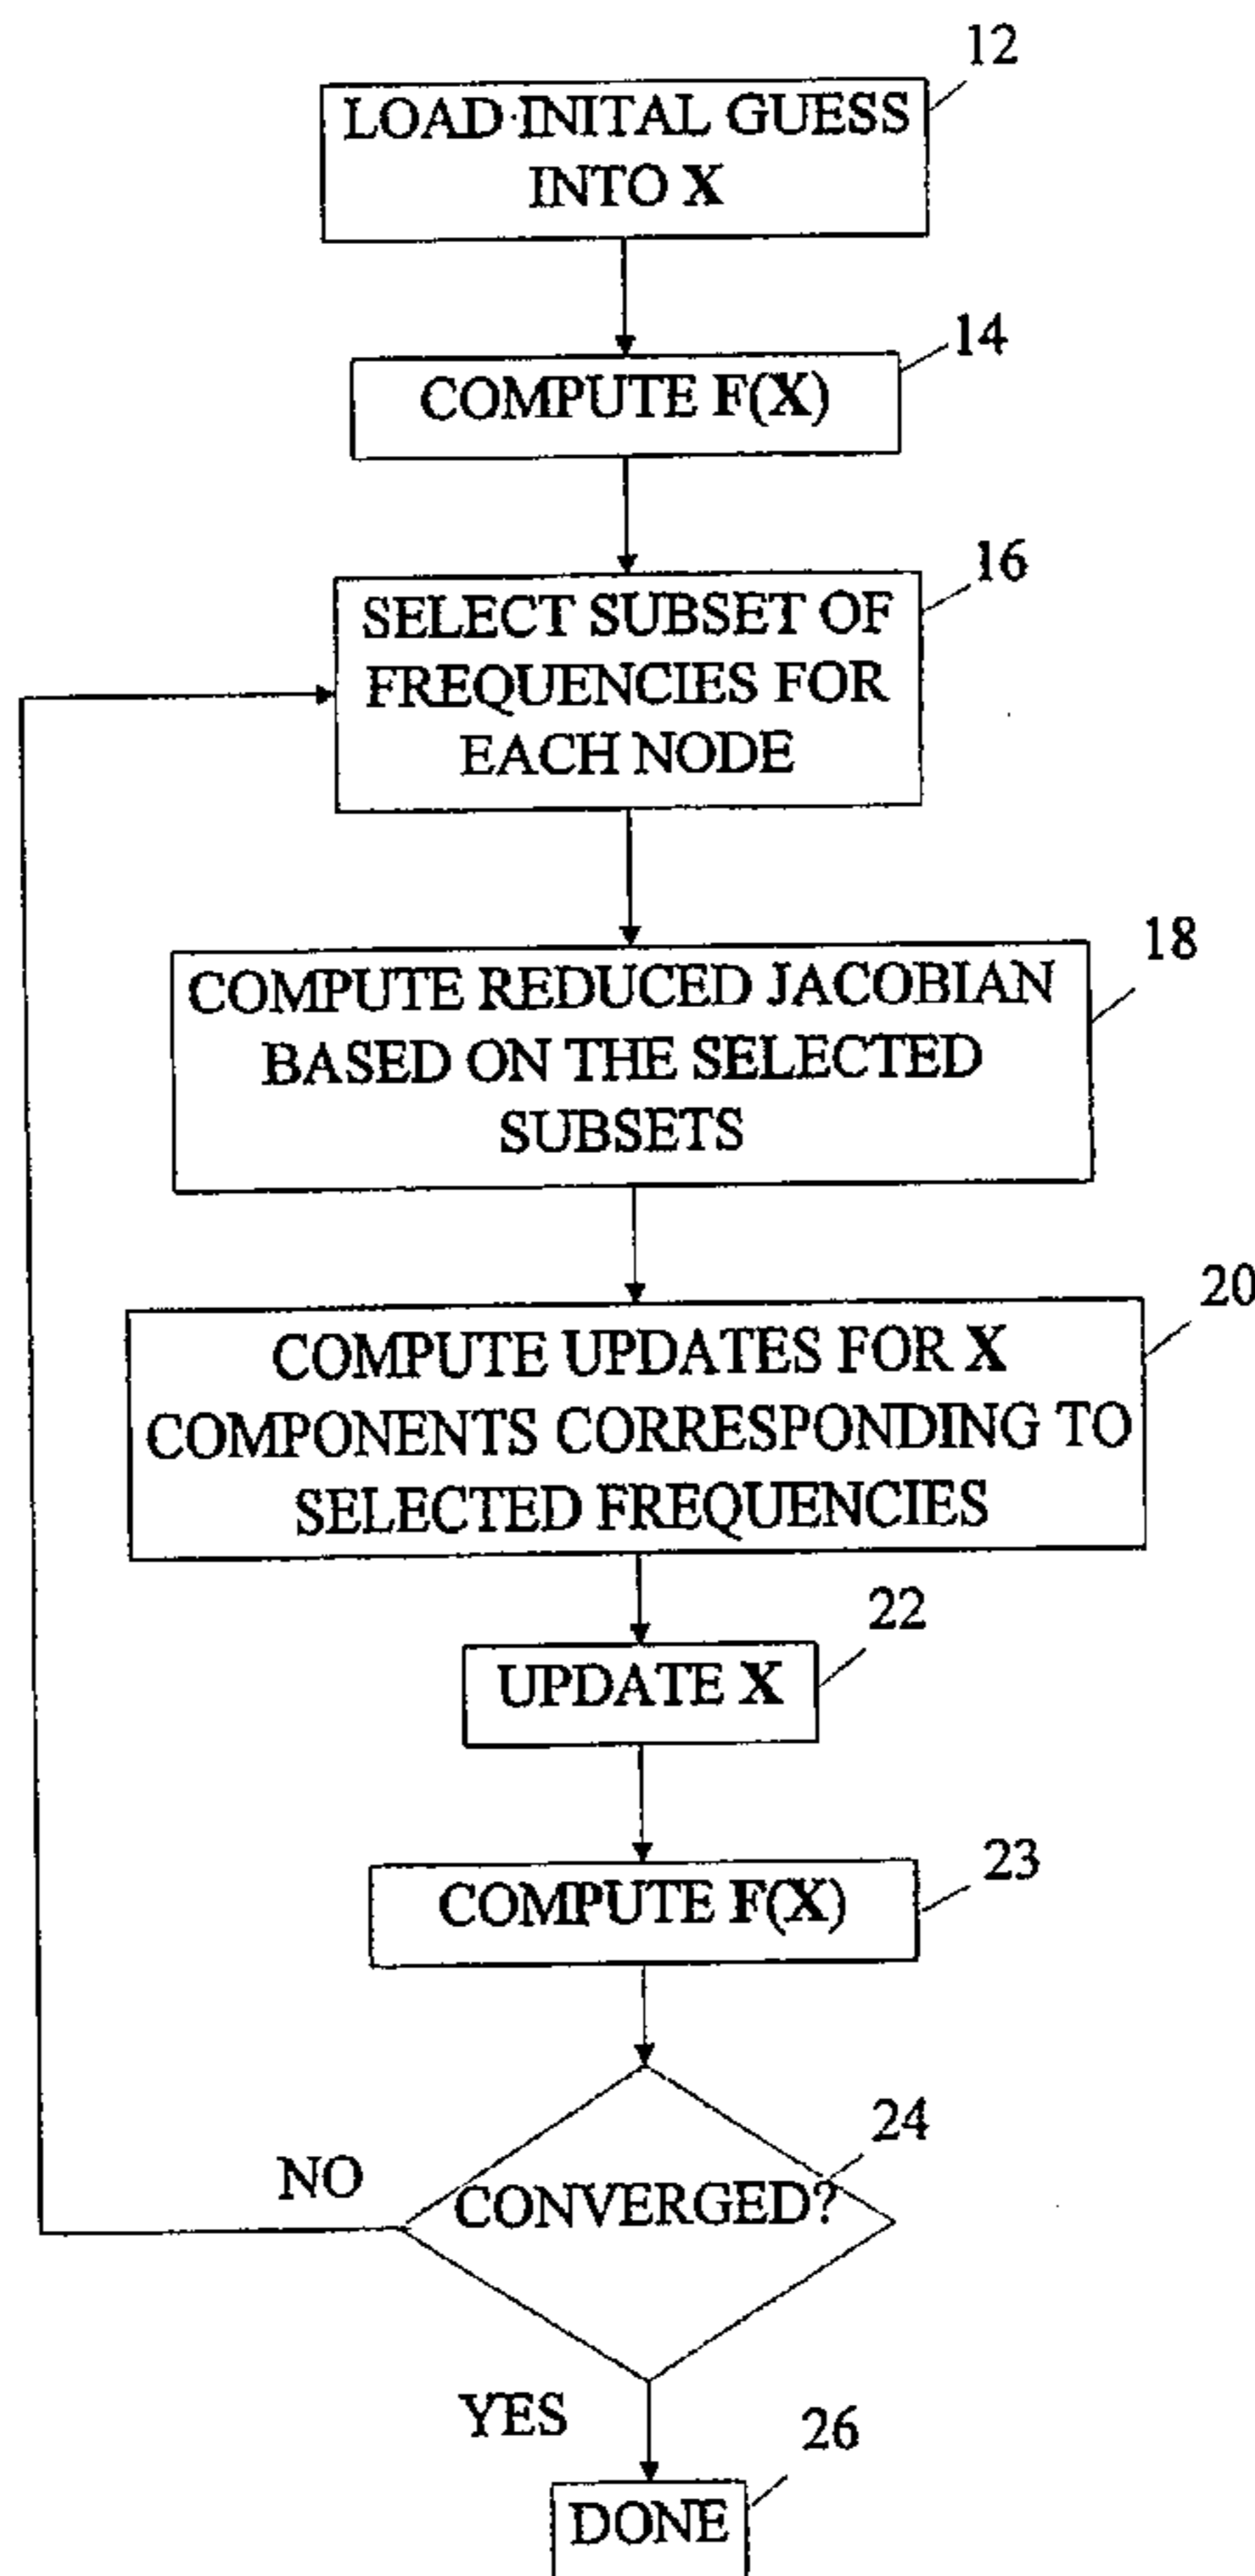 12
LOAD INITAL GUESS
INTO X
14
COMPUTE F(X)
16
SELECT SUBSET OF
FREQUENCIES FOR
EACH NODE
18
COMPUTE REDUCED JACOBIAN
BASED ON THE SELECTED
SUBSETS
20
COMPUTE UPDATES FOR X
COMPONENTS CORRESPONDING TO
SELECTED FREQUENCIES
22
UPDATE X
23
COMPUTE F(X)
24
NO
CONVERGED?
YES
26
DONE